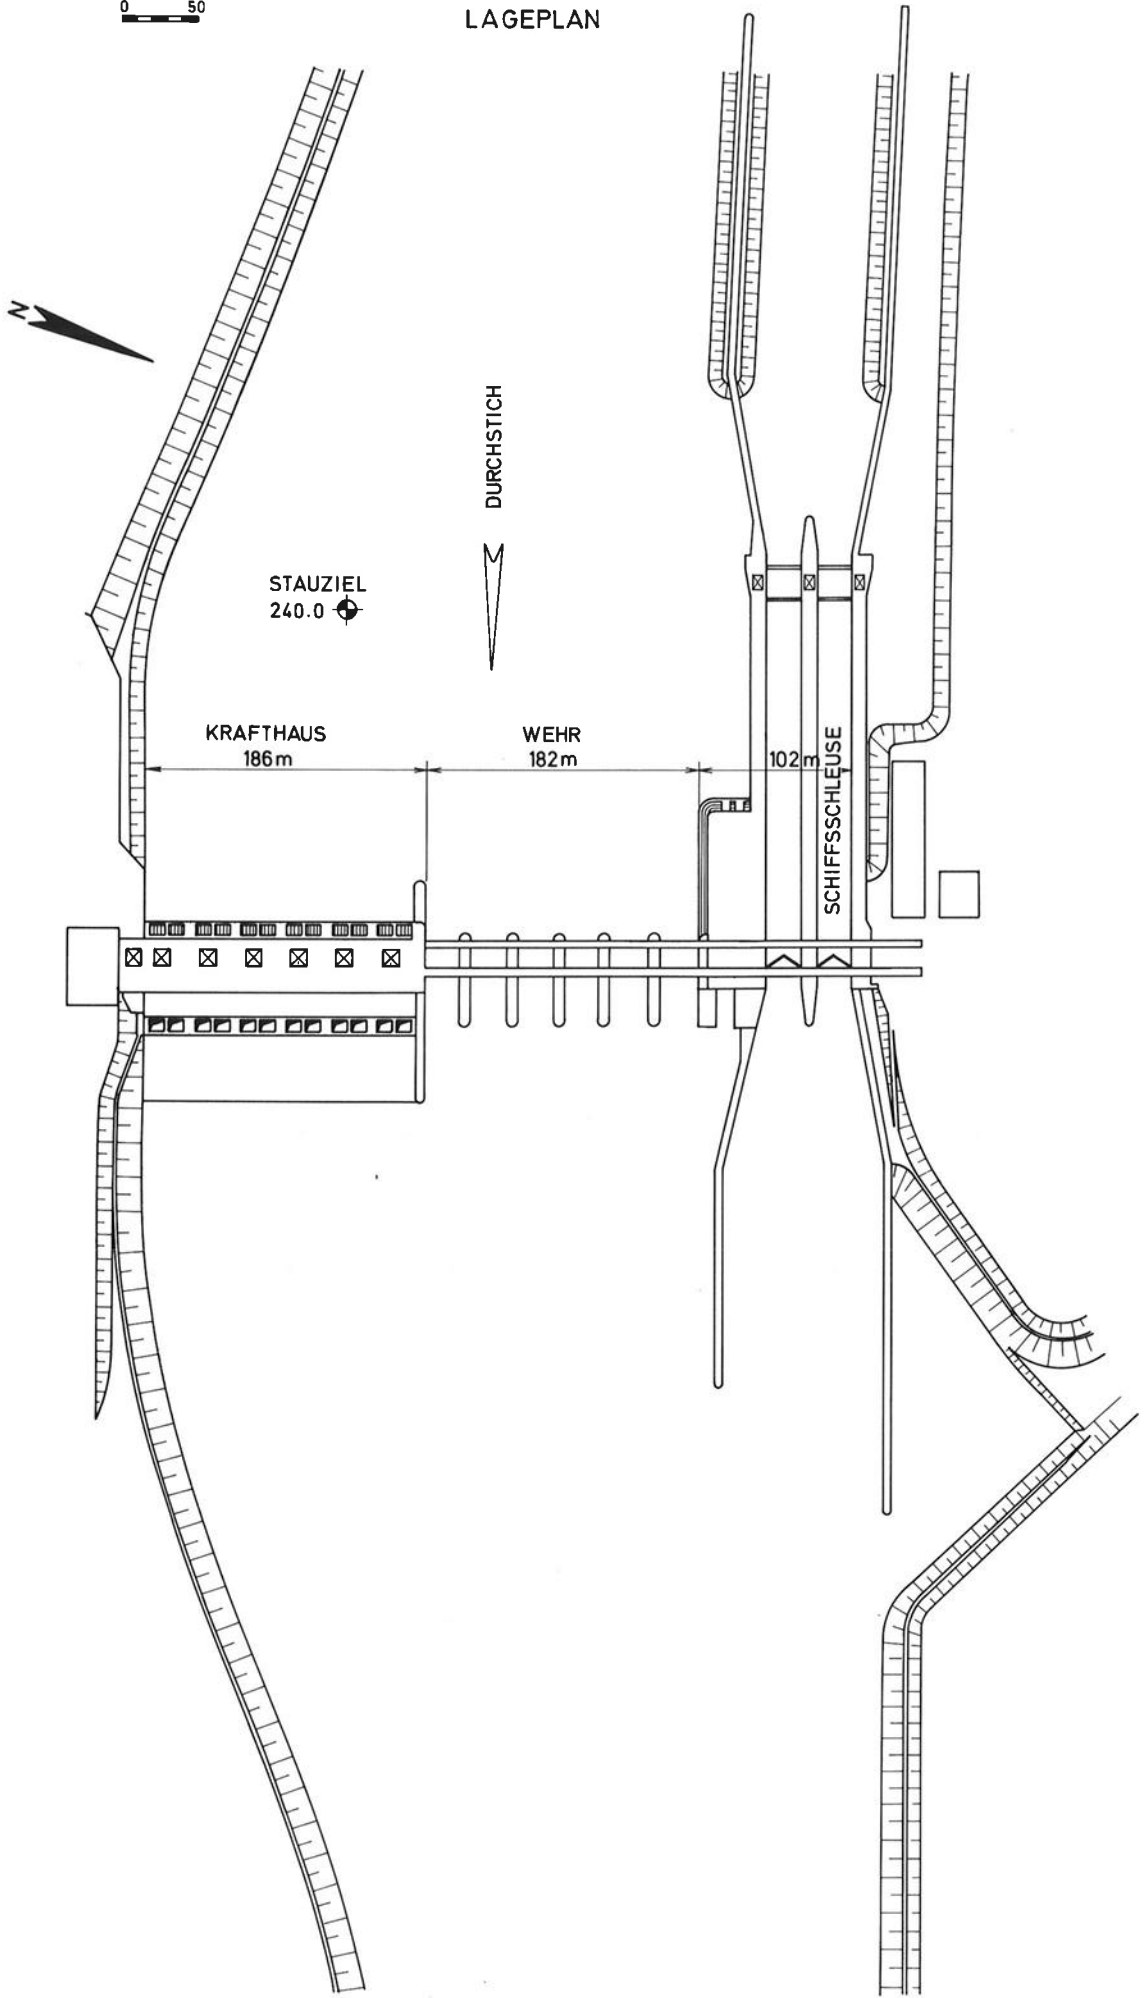 0 50
LAGEPLAN
N
DURCHSTICH
STAUZIEL
240.0
KRAFTHAUS
186m
WEHR
182m
102m
SCHIFFSSCHLEUSE